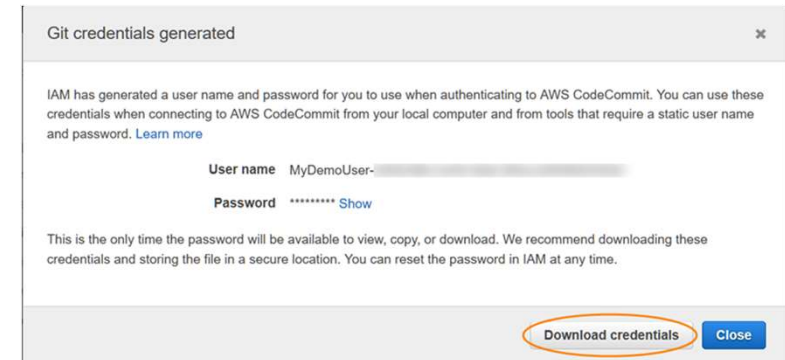 Git credentials generated
IAM has generated a user name and password for you to use when authenticating to AWS CodeCommit. You can use these
credentials when connecting to AWS CodeCommit from your local computer and from tools that require a static user name
and password. Learn more
User name MyDemoUser-
Password ********* Show
This is the only time the password will be available to view, copy, or download. We recommend downloading these
credentials and storing the file in a secure location. You can reset the password in IAM at any time.
Download credentials Close